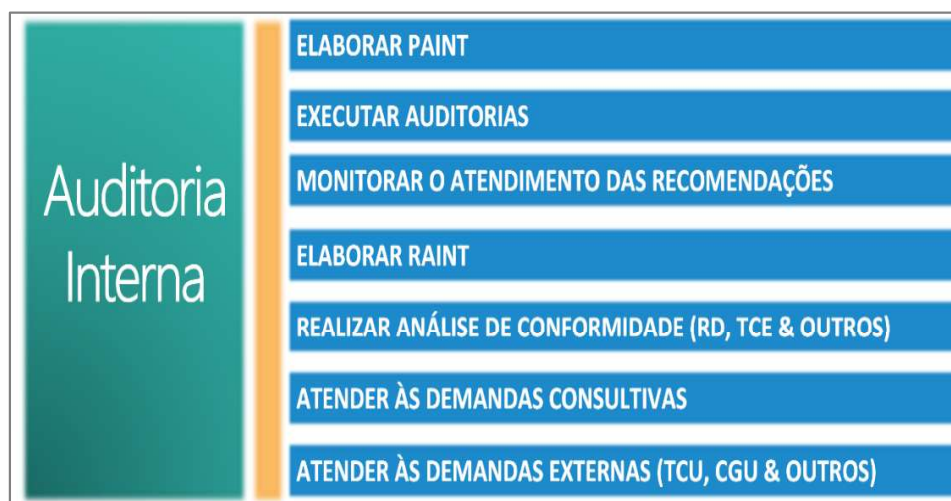 Auditoria
Interna
ELABORAR PAINT
EXECUTAR AUDITORIAS
MONITORAR O ATENDIMENTO DAS RECOMENDAÇÕES
ELABORAR RAINT
REALIZAR ANÁLISE DE CONFORMIDADE (RD, TCE & OUTROS)
ATENDER ÀS DEMANDAS CONSULTIVAS
ATENDER ÀS DEMANDAS EXTERNAS (TCU, CGU & OUTROS)